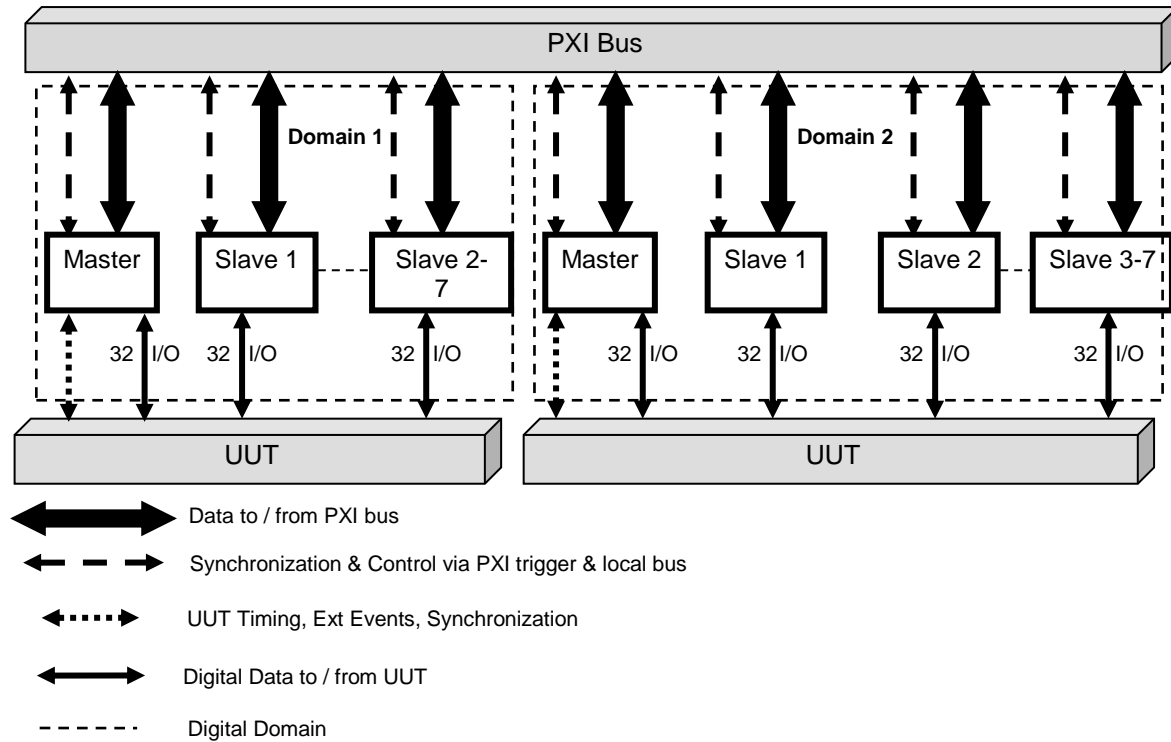 PXI Bus
Domain 1
Domain 2
Master
Slave 1
Slave 2-
7
Master
Slave 1
Slave 2
Slave 3-7
32 I/O
32 I/O
32 I/O
32 I/O
32 I/O
32 I/O
32 I/O
UUT
UUT
Data to / from PXI bus
Synchronization & Control via PXI trigger & local bus
UUT Timing, Ext Events, Synchronization
Digital Data to / from UUT
Digital Domain